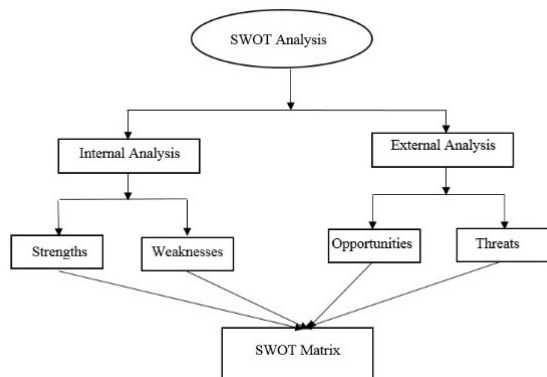 SWOT Analysis
Internal Analysis
External Analysis
Strengths
Weaknesses
Opportunities
Threats
SWOT Matrix